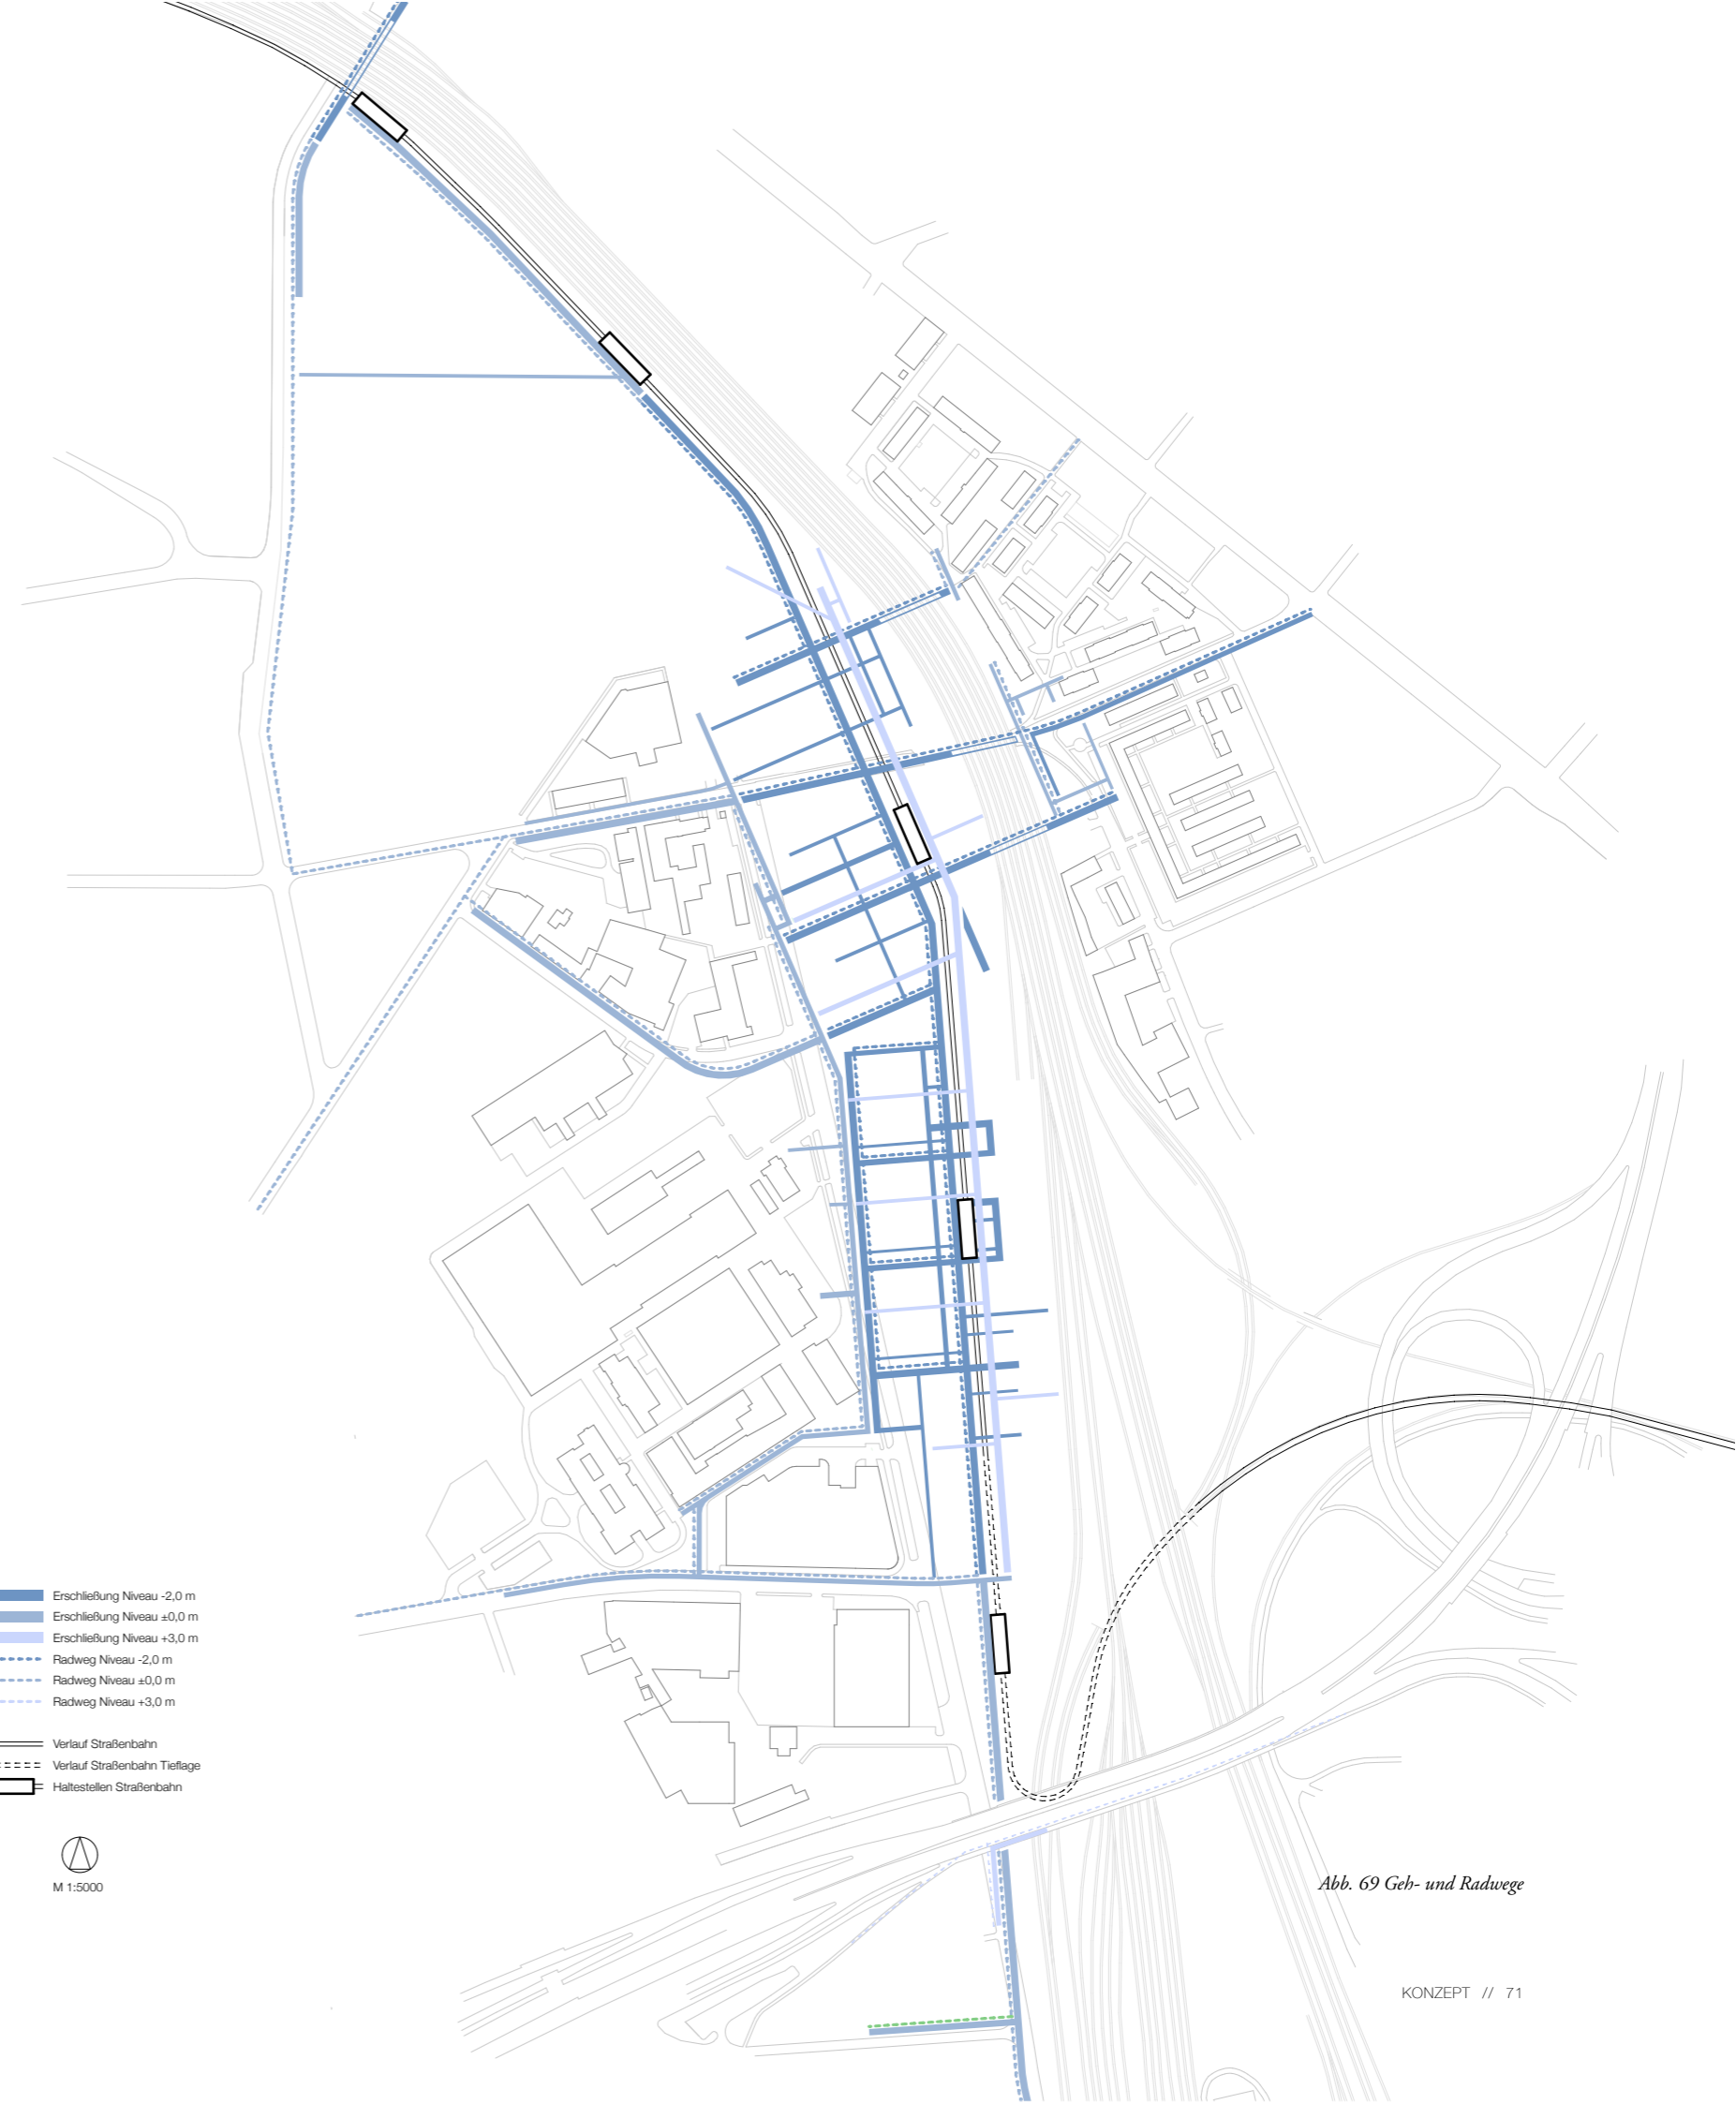 Erschließung Niveau -2,0 m
Erschließung Niveau ±0,0 m
Erschließung Niveau +3,0 m
Radweg Niveau -2,0 m
Radweg Niveau ±0,0 m
Radweg Niveau +3,0 m
Verlauf Straßenbahn
Verlauf Straßenbahn Tieflage
Haltestellen Straßenbahn
M 1:5000
Abb. 69 Geh- und Radwege
KONZEPT // 71